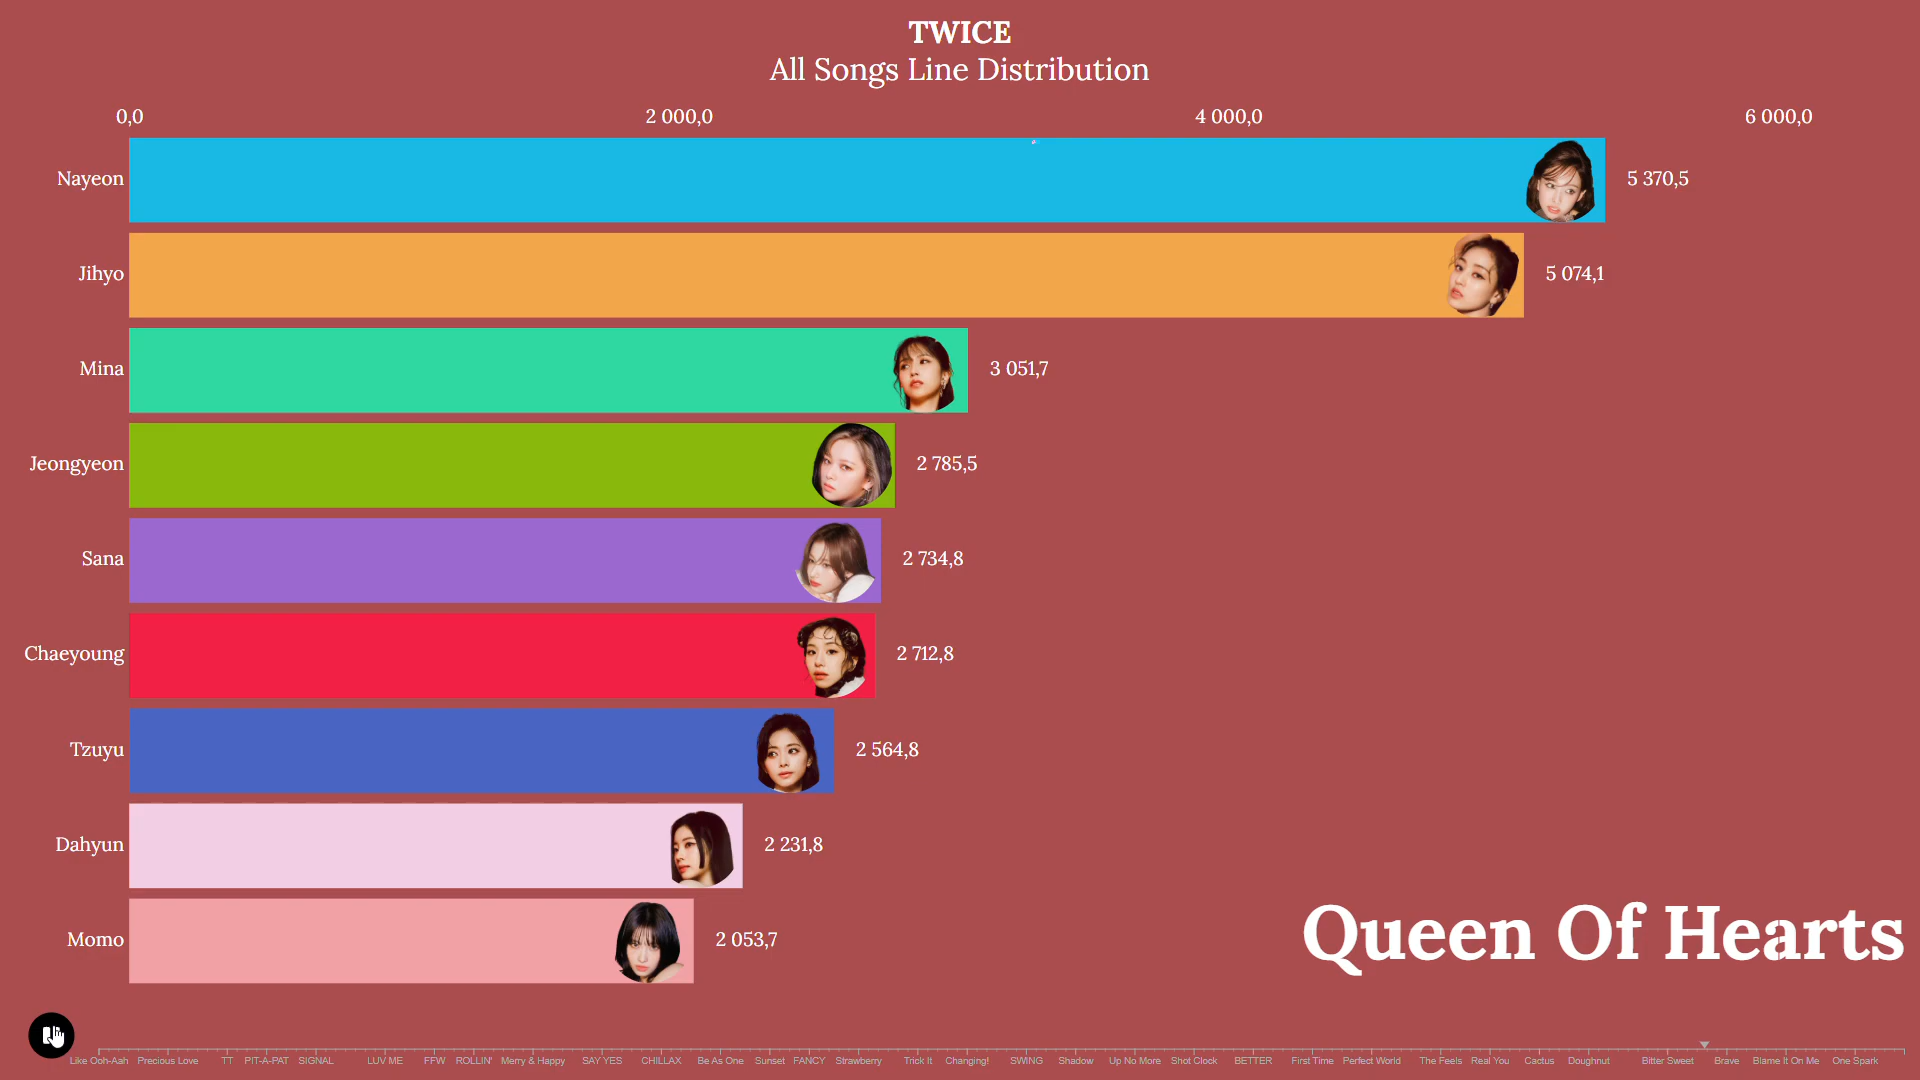 TWICE
All Songs Line Distribution
0,0 2 000,0 4 000,0 6 000,0
Nayeon 5 370,5
Jihyo 5 074,1
Mina 3 051,7
Jeongyeon 2 785,5
Sana 2 734,8
Chaeyoung 2 712,8
Tzuyu 2 564,8
Dahyun 2 231,8
Momo 2 053,7
Queen Of Hearts
Like Ooh-Aah Precious Love TT PIT-A-PAT SIGNAL LUV ME FFW ROLLIN' Merry & Happy SAY YES CHILLAX Be As One Sunset FANCY Strawberry Trick It Changing! SWING Shadow Up No More Shot Clock BETTER First Time Perfect World The Feels Real You Cactus Doughnut Bitter Sweet Brave Blame It On Me One Spark